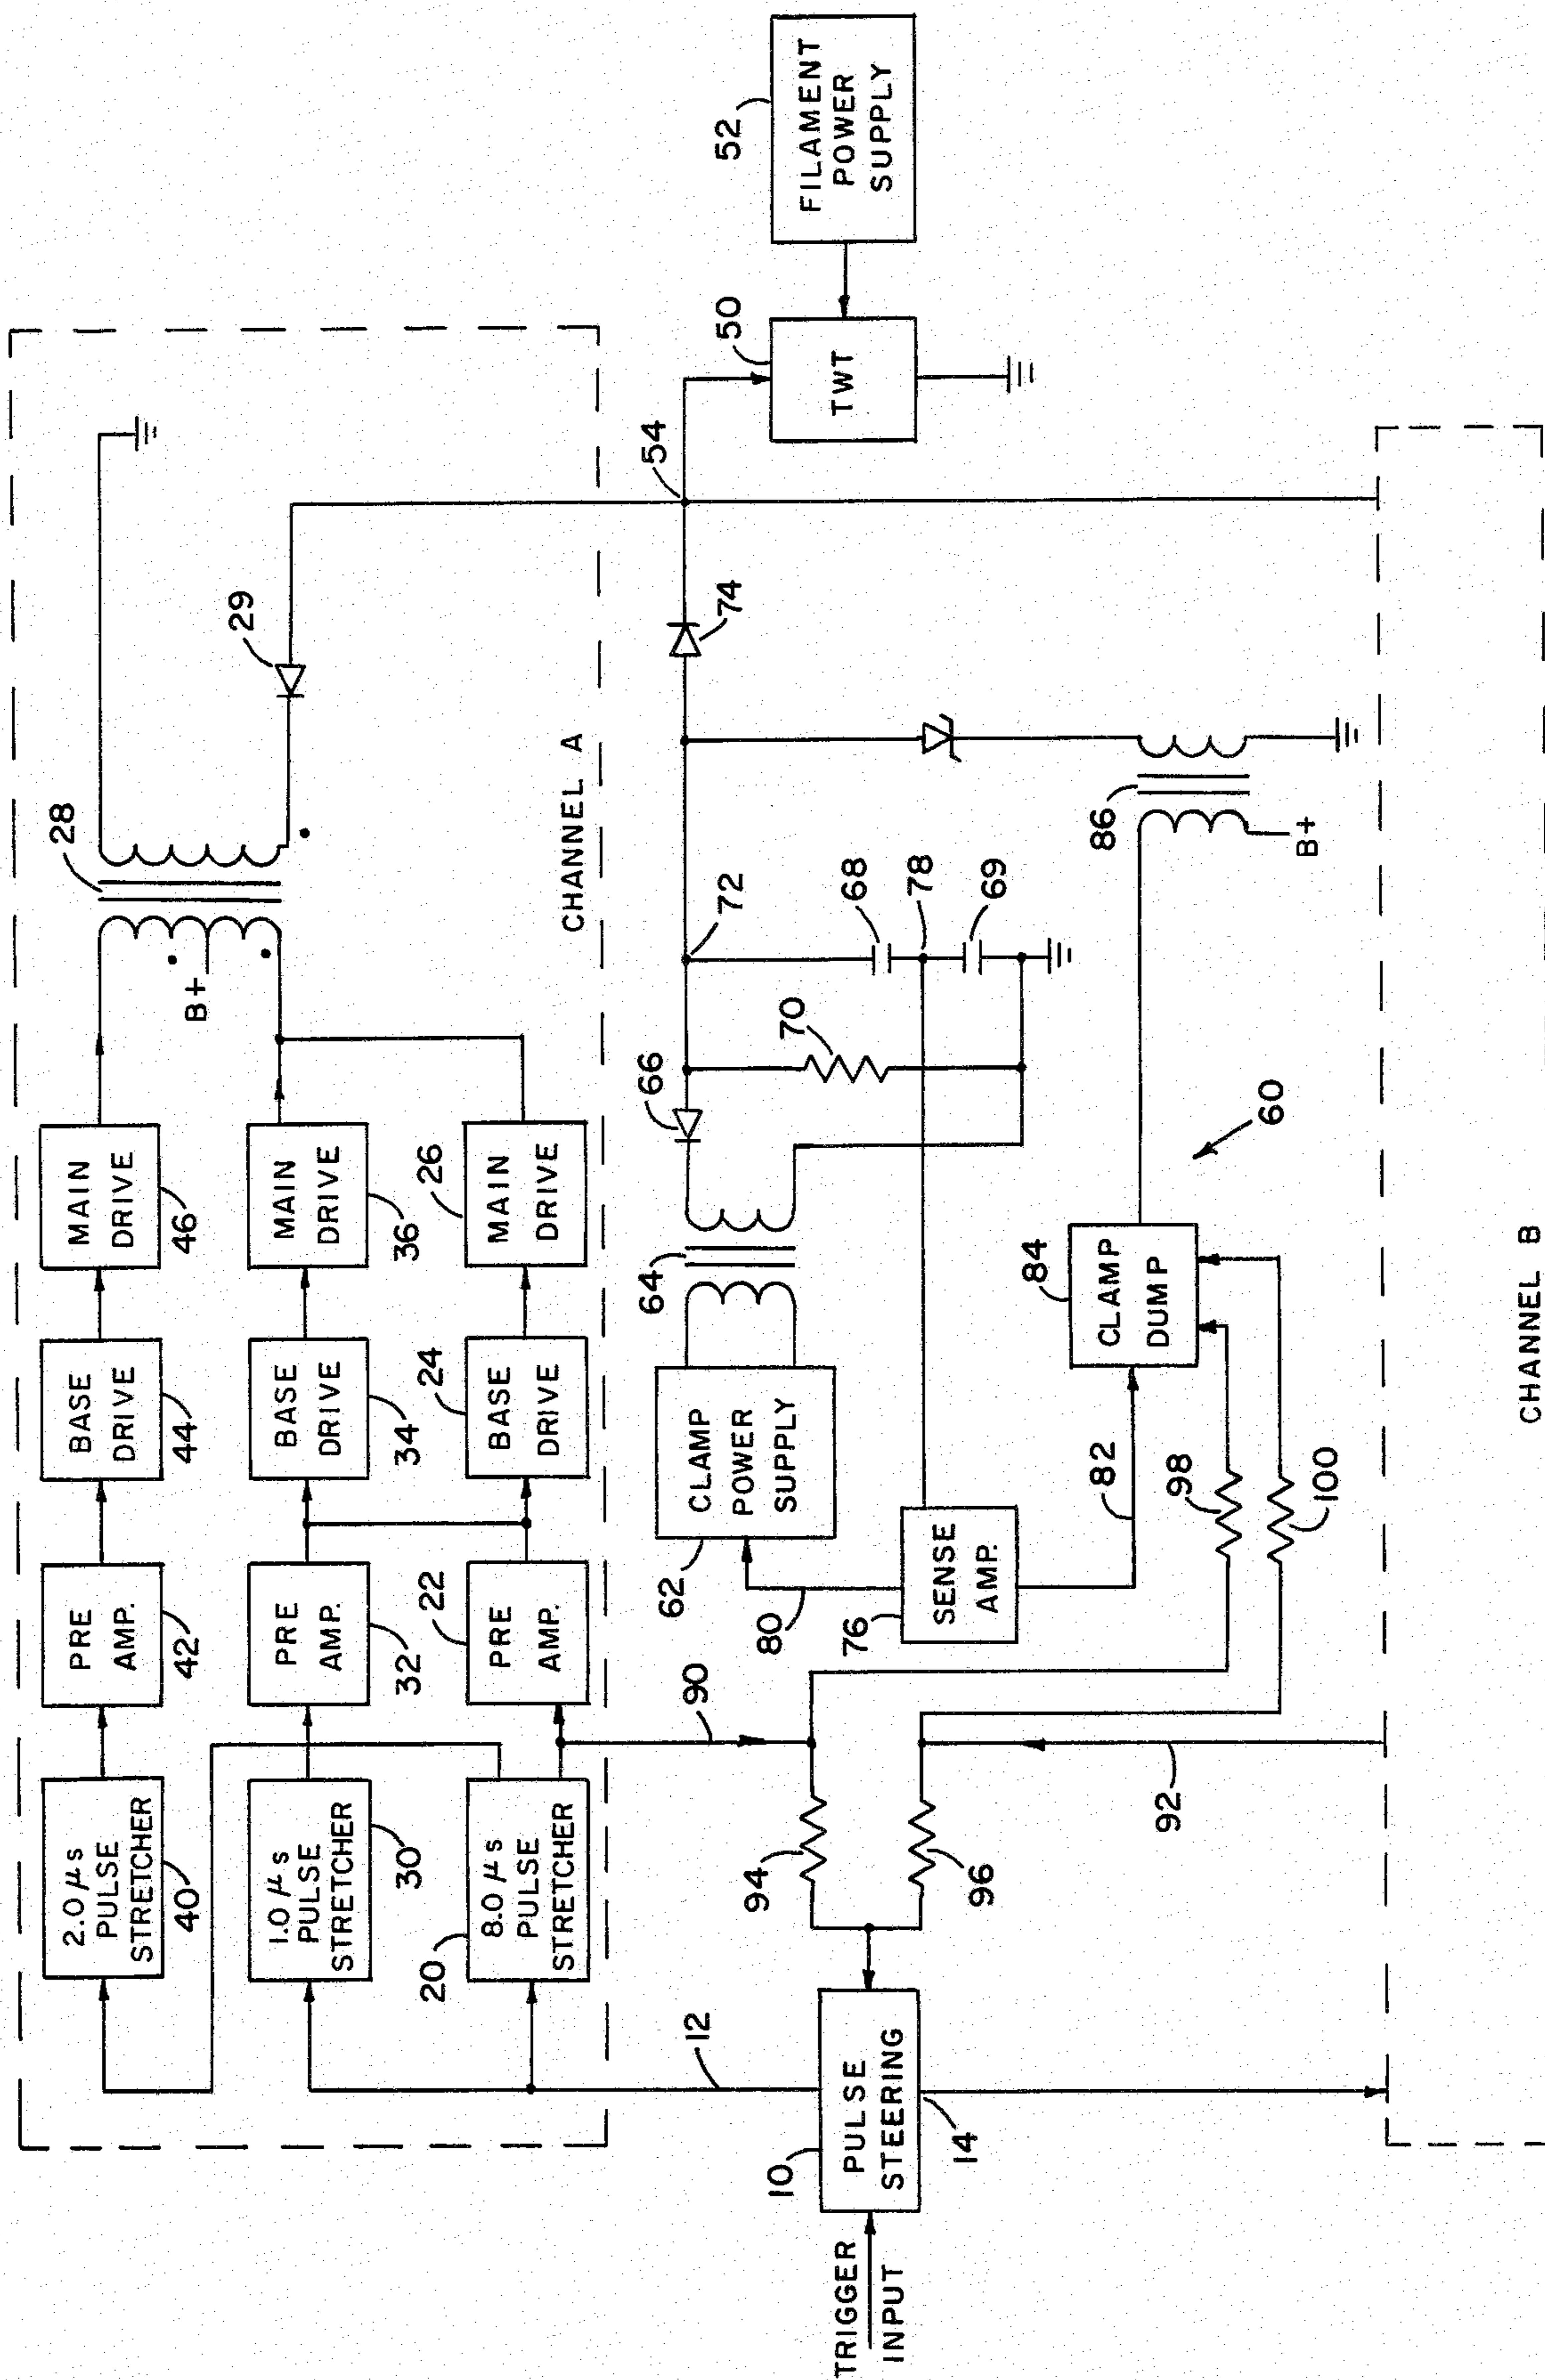 2.0 μs
PULSE
STRETCHER
40
PRE
AMP.
42
BASE
DRIVE
44
MAIN
DRIVE
46
28
B+
29
1.0 μs
PULSE
STRETCHER
30
PRE
AMP.
32
BASE
DRIVE
34
MAIN
DRIVE
36
20
8.0 μs
PULSE
STRETCHER
22
PRE
AMP.
24
BASE
DRIVE
26
MAIN
DRIVE
CHANNEL A
12
90
62
CLAMP
POWER
SUPPLY
64
66
70
72
68
78
69
74
54
50
TWT
52
FILAMENT
POWER
SUPPLY
TRIGGER
INPUT
10
PULSE
STEERING
14
94
96
92
80
76
SENSE
AMP.
82
84
CLAMP
DUMP
60
86
B+
98
100
CHANNEL B